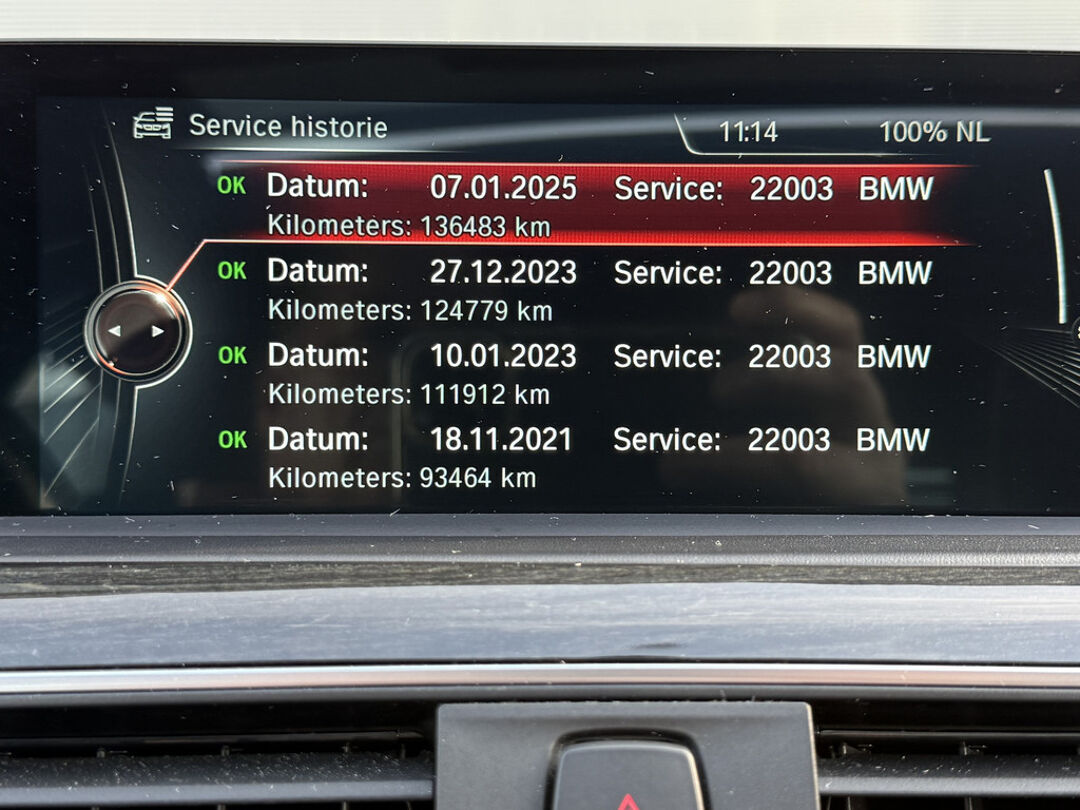 Service historie 11:14 100% NL
OK Datum: 07.01.2025 Service: 22003 BMW
Kilometers: 136483 km
OK Datum: 27.12.2023 Service: 22003 BMW
Kilometers: 124779 km
OK Datum: 10.01.2023 Service: 22003 BMW
Kilometers: 111912 km
OK Datum: 18.11.2021 Service: 22003 BMW
Kilometers: 93464 km